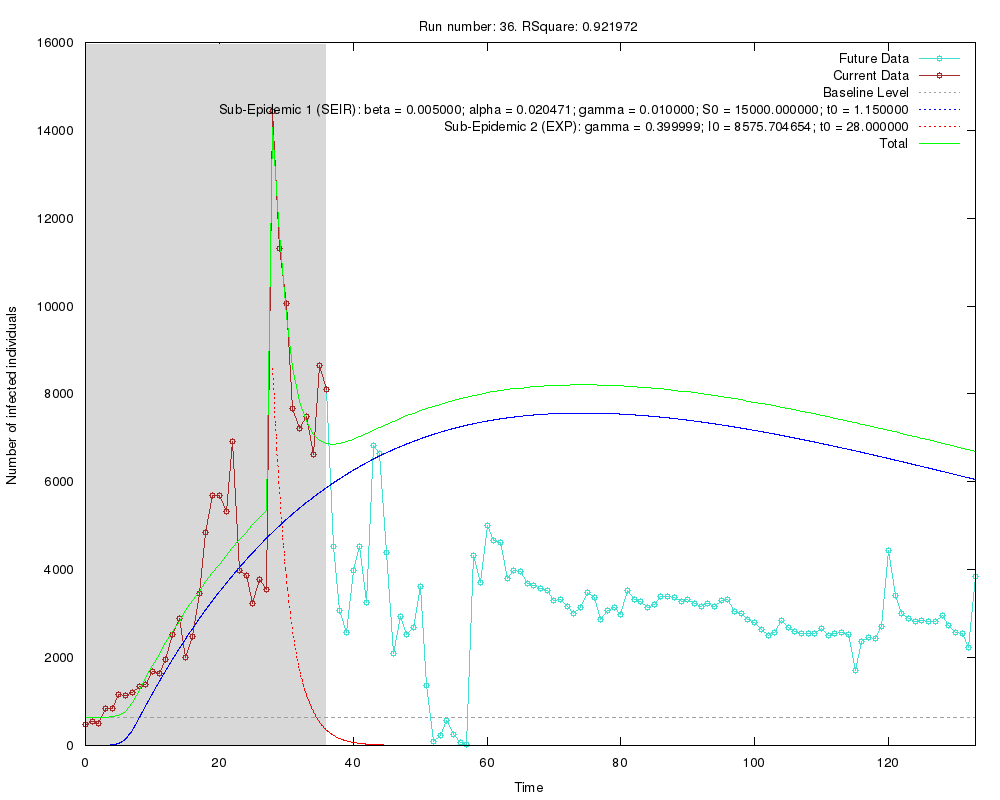 Run number: 36. RSquare: 0.921972
Future Data
Current Data
Baseline Level
Sub-Epidemic 1 (SEIR): beta = 0.005000; alpha = 0.020471; gamma = 0.010000; S0 = 15000.000000; t0 = 1.150000
Sub-Epidemic 2 (EXP): gamma = 0.399999; I0 = 8575.704654; t0 = 28.000000
Total
Number of infected individuals
16000
14000
12000
10000
8000
6000
4000
2000
0
0 20 40 60 80 100 120
Time